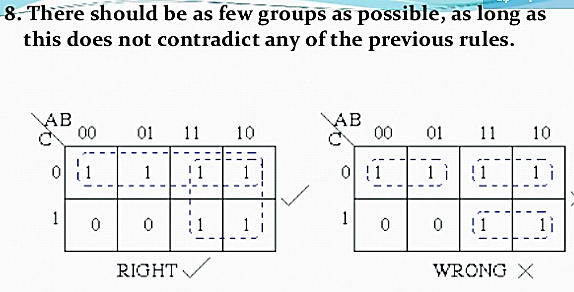 8. There should be as few groups as possible, as long as
this does not contradict any of the previous rules.
AB AB
C 00 01 11 10 C 00 01 11 10
0 1 1 1 1 0 1 1 1 1
1 0 0 1 1 1 0 0 1 1
RIGHT WRONG